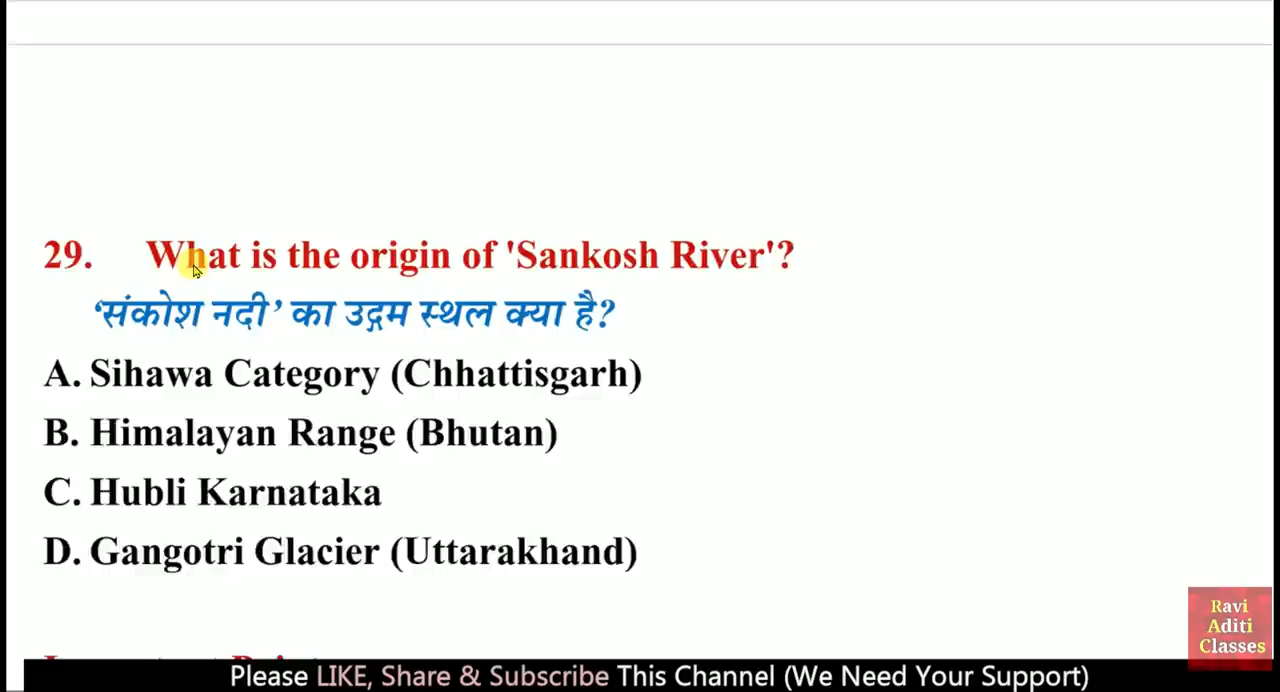 29. What is the origin of 'Sankosh River'?
‘संकोश नदी’ का उद्गम स्थल क्या है?
A. Sihawa Category (Chhattisgarh)
B. Himalayan Range (Bhutan)
C. Hubli Karnataka
D. Gangotri Glacier (Uttarakhand)
Ravi
Aditi
Classes
Please LIKE, Share & Subscribe This Channel (We Need Your Support)